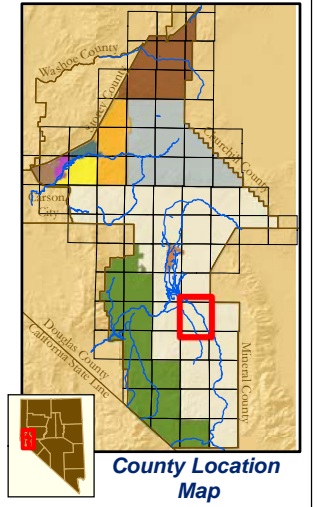 Washoe County
Storey County
Churchill County
Carson
City
Douglas County
California State Line
Mineral County
County Location
Map